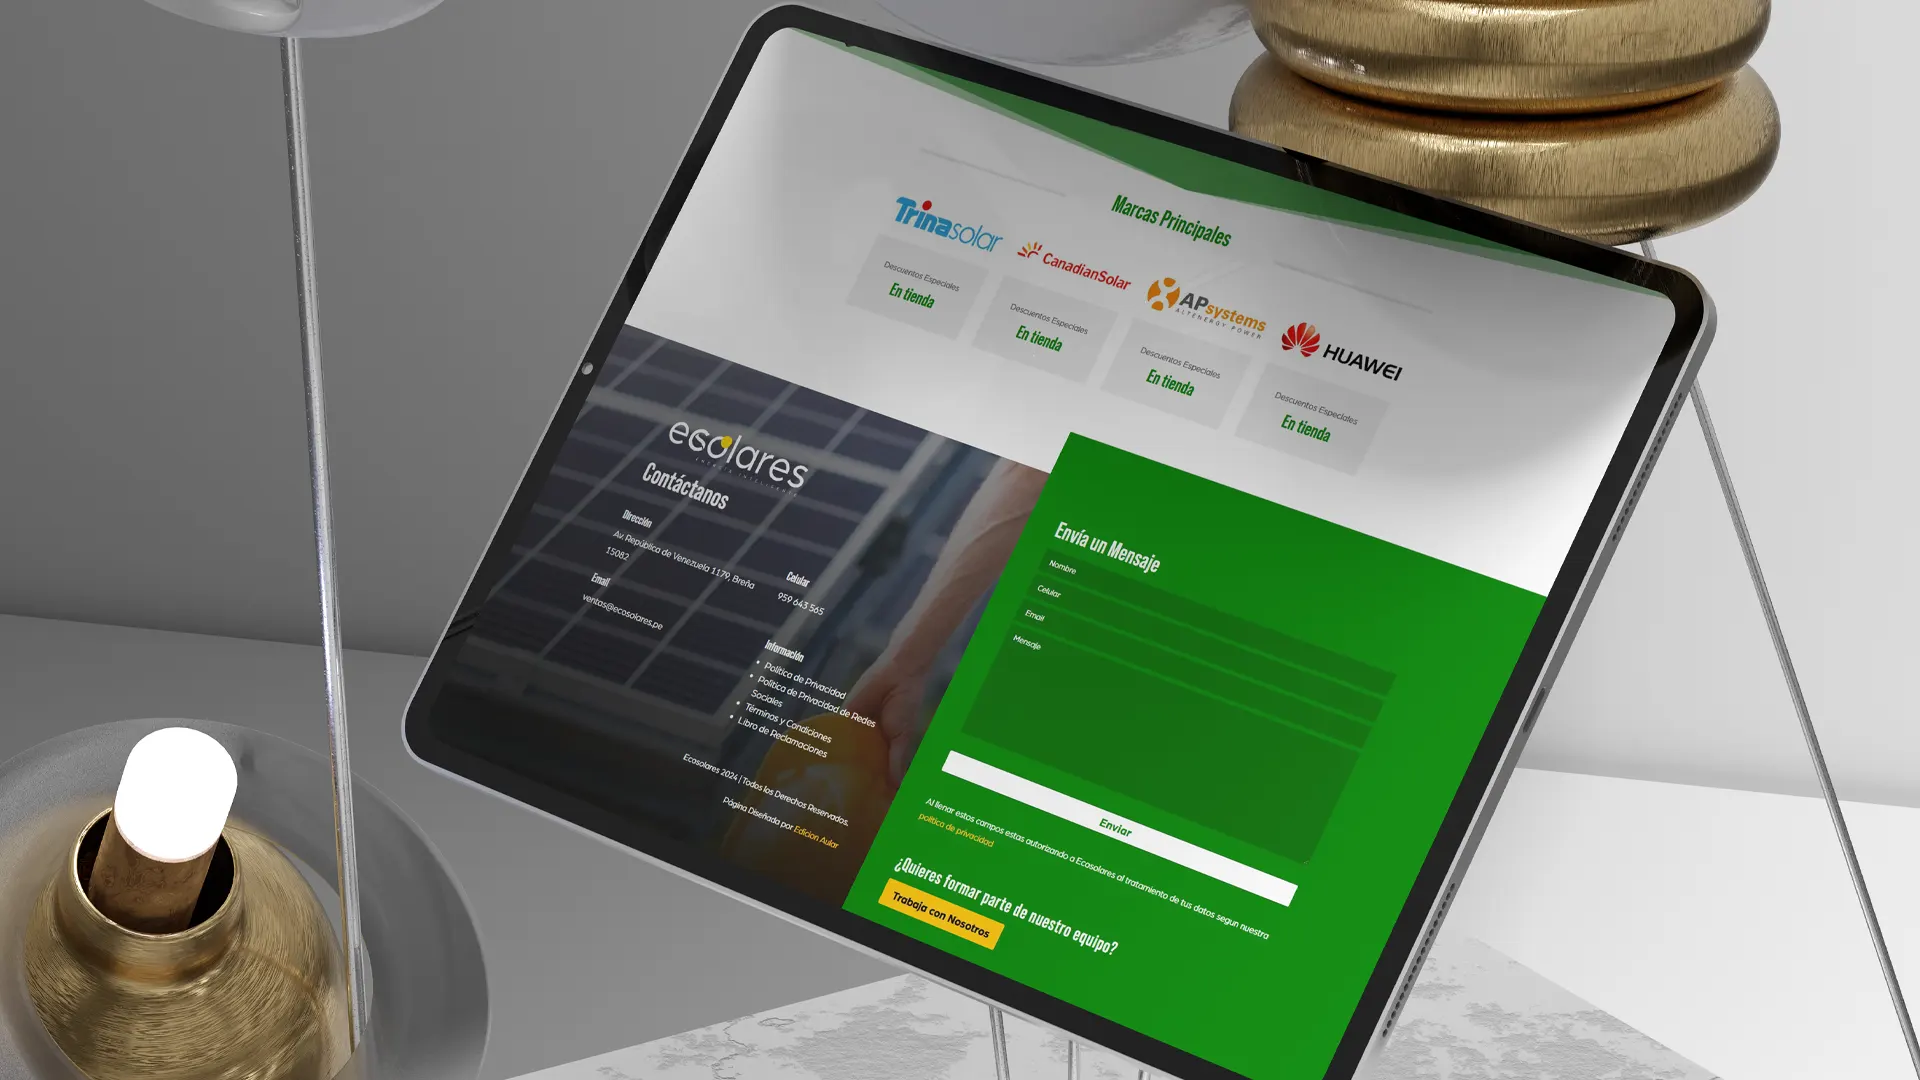 Marcas Principales
Trinasolar
CanadianSolar
APsystems
ALTENERGY POWER
HUAWEI
Descuentos Especiales
En tienda
Descuentos Especiales
En tienda
Descuentos Especiales
En tienda
Descuentos Especiales
En tienda
ecolares
Contáctanos
Dirección
Av. República de Venezuela 1179, Breña
15082
Celular
959 643 565
Email
ventas@ecosolares.pe
Información
Política de Privacidad
Política de Privacidad de Redes
Sociales
Términos y Condiciones
Libro de Reclamaciones
Ecosolares 2024 | Todos los Derechos Reservados.
Página Diseñada por Edicion Aular
Envía un Mensaje
Nombre
Celular
Email
Mensaje
Enviar
Al llenar estos campos estas autorizando a Ecosolares al tratamiento de tus datos segun nuestra
política de privacidad
¿Quieres formar parte de nuestro equipo?
Trabaja con Nosotros